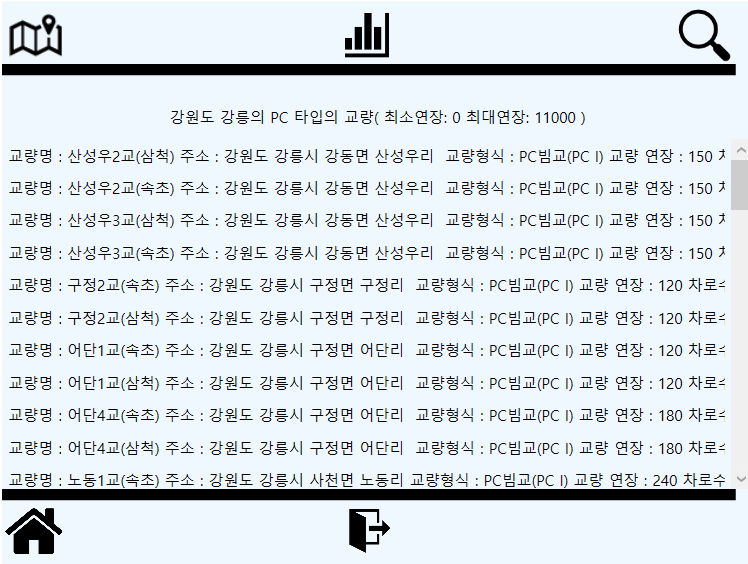 강원도 강릉의 PC 타입의 교량( 최소연장: 0 최대연장: 11000 )
교량명 : 산성우2교(삼척) 주소 : 강원도 강릉시 강동면 산성우리 교량형식 : PC빔교(PC I) 교량 연장 : 150
교량명 : 산성우2교(속초) 주소 : 강원도 강릉시 강동면 산성우리 교량형식 : PC빔교(PC I) 교량 연장 : 150
교량명 : 산성우3교(삼척) 주소 : 강원도 강릉시 강동면 산성우리 교량형식 : PC빔교(PC I) 교량 연장 : 150
교량명 : 산성우3교(속초) 주소 : 강원도 강릉시 강동면 산성우리 교량형식 : PC빔교(PC I) 교량 연장 : 150
교량명 : 구정2교(속초) 주소 : 강원도 강릉시 구정면 구정리 교량형식 : PC빔교(PC I) 교량 연장 : 120 차로수
교량명 : 구정2교(삼척) 주소 : 강원도 강릉시 구정면 구정리 교량형식 : PC빔교(PC I) 교량 연장 : 120 차로수
교량명 : 어단1교(속초) 주소 : 강원도 강릉시 구정면 어단리 교량형식 : PC빔교(PC I) 교량 연장 : 120 차로수
교량명 : 어단1교(삼척) 주소 : 강원도 강릉시 구정면 어단리 교량형식 : PC빔교(PC I) 교량 연장 : 120 차로수
교량명 : 어단4교(속초) 주소 : 강원도 강릉시 구정면 어단리 교량형식 : PC빔교(PC I) 교량 연장 : 180 차로수
교량명 : 어단4교(삼척) 주소 : 강원도 강릉시 구정면 어단리 교량형식 : PC빔교(PC I) 교량 연장 : 180 차로수
교량명 : 노동1교(속초) 주소 : 강원도 강릉시 사천면 노동리 교량형식 : PC빔교(PC I) 교량 연장 : 240 차로수